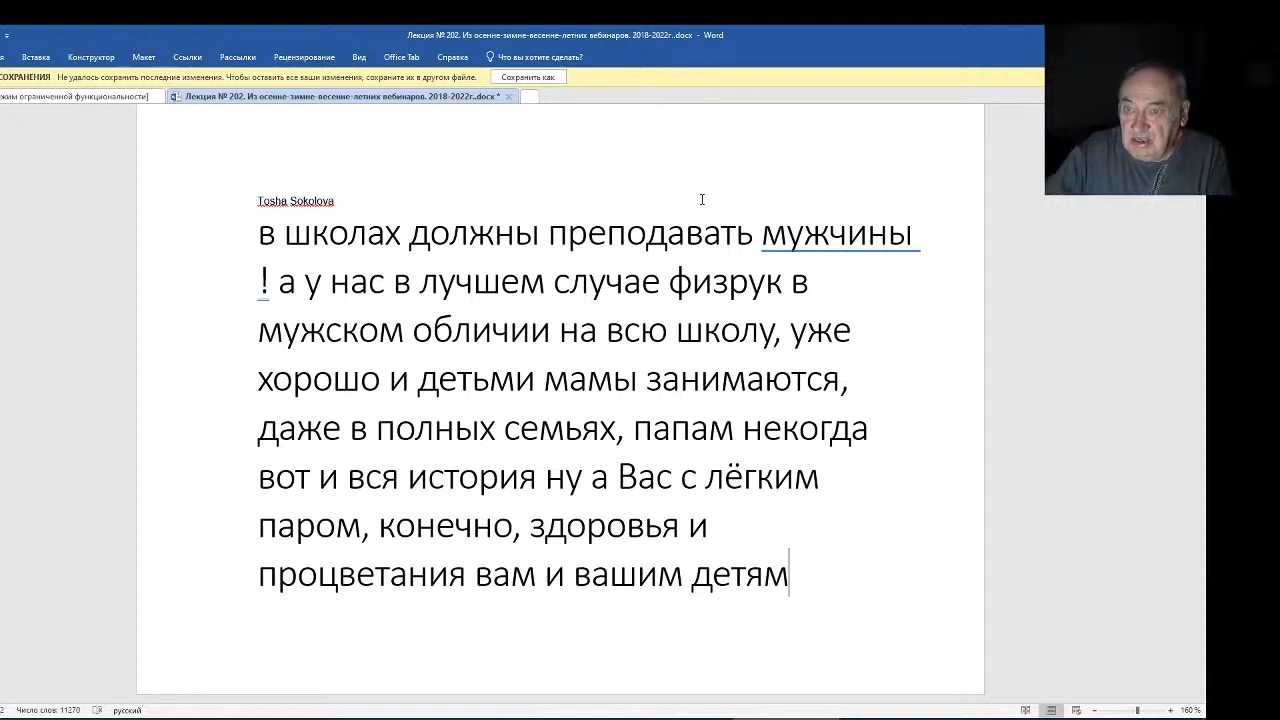 Лекция № 202. Из осенне-зимне-весенне-летних вебинаров. 2018-2022г..docx - Word
Вставка Конструктор Макет Ссылки Рассылки Рецензирование Вид Office Tab Справка Что вы хотите сделать?
СОХРАНЕНИЯ Не удалось сохранить последние изменения. Чтобы оставить все ваши изменения, сохраните их в другом файле. Сохранить как
ограниченной функциональности] Лекция № 202. Из осенне-зимне-весенне-летних вебинаров. 2018-2022г..docx *
Tosha Sokolova
в школах должны преподавать мужчины
! а у нас в лучшем случае физрук в
мужском обличии на всю школу, уже
хорошо и детьми мамы занимаются,
даже в полных семьях, папам некогда
вот и вся история ну а Вас с лёгким
паром, конечно, здоровья и
процветания вам и вашим детям
2 Число слов: 11270 русский 160 %